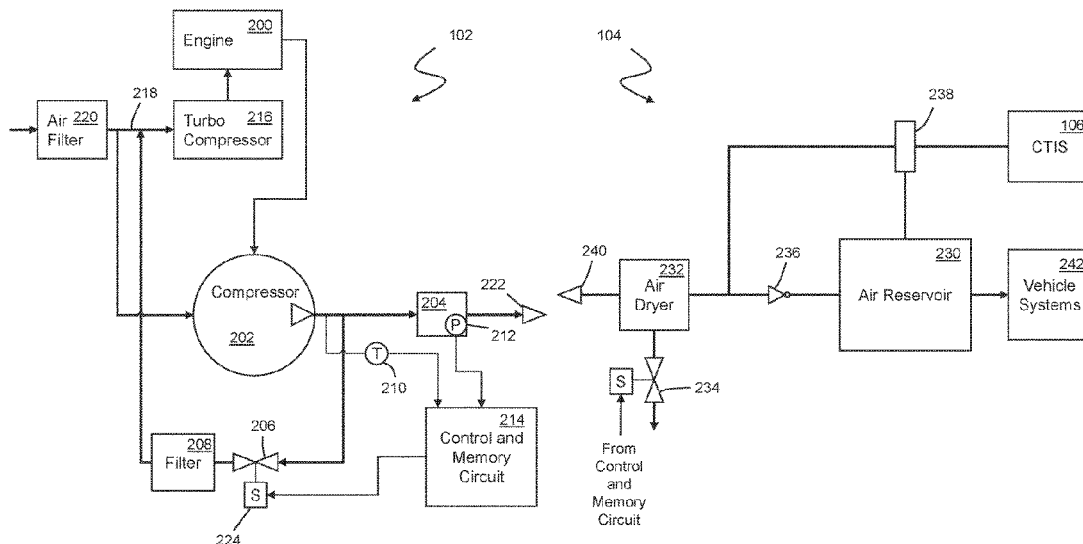 102
104
200
Engine
218
220
Air
Filter
216
Turbo
Compressor
238
106
CTIS
Compressor
202
204
P
212
222
240
232
Air
Dryer
236
230
Air Reservoir
242
Vehicle
Systems
T
210
S
234
From
Control
and
Memory
Circuit
214
Control and
Memory
Circuit
208
Filter
206
S
224